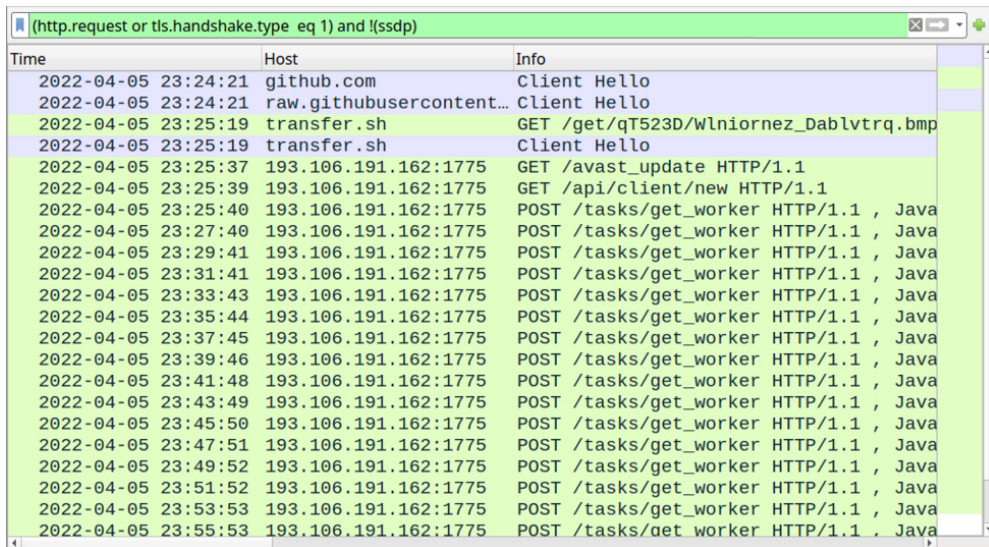 (http.request or tls.handshake.type  eq 1) and !(ssdp)
Time Host Info
2022-04-05 23:24:21 github.com Client Hello
2022-04-05 23:24:21 raw.githubusercontent… Client Hello
2022-04-05 23:25:19 transfer.sh GET /get/qT523D/Wlniornez_Dablvtrq.bmp
2022-04-05 23:25:19 transfer.sh Client Hello
2022-04-05 23:25:37 193.106.191.162:1775 GET /avast_update HTTP/1.1
2022-04-05 23:25:39 193.106.191.162:1775 GET /api/client/new HTTP/1.1
2022-04-05 23:25:40 193.106.191.162:1775 POST /tasks/get_worker HTTP/1.1 , Java
2022-04-05 23:27:40 193.106.191.162:1775 POST /tasks/get_worker HTTP/1.1 , Java
2022-04-05 23:29:41 193.106.191.162:1775 POST /tasks/get_worker HTTP/1.1 , Java
2022-04-05 23:31:41 193.106.191.162:1775 POST /tasks/get_worker HTTP/1.1 , Java
2022-04-05 23:33:43 193.106.191.162:1775 POST /tasks/get_worker HTTP/1.1 , Java
2022-04-05 23:35:44 193.106.191.162:1775 POST /tasks/get_worker HTTP/1.1 , Java
2022-04-05 23:37:45 193.106.191.162:1775 POST /tasks/get_worker HTTP/1.1 , Java
2022-04-05 23:39:46 193.106.191.162:1775 POST /tasks/get_worker HTTP/1.1 , Java
2022-04-05 23:41:48 193.106.191.162:1775 POST /tasks/get_worker HTTP/1.1 , Java
2022-04-05 23:43:49 193.106.191.162:1775 POST /tasks/get_worker HTTP/1.1 , Java
2022-04-05 23:45:50 193.106.191.162:1775 POST /tasks/get_worker HTTP/1.1 , Java
2022-04-05 23:47:51 193.106.191.162:1775 POST /tasks/get_worker HTTP/1.1 , Java
2022-04-05 23:49:52 193.106.191.162:1775 POST /tasks/get_worker HTTP/1.1 , Java
2022-04-05 23:51:52 193.106.191.162:1775 POST /tasks/get_worker HTTP/1.1 , Java
2022-04-05 23:53:53 193.106.191.162:1775 POST /tasks/get_worker HTTP/1.1 , Java
2022-04-05 23:55:53 193.106.191.162:1775 POST /tasks/get_worker HTTP/1.1 , Java